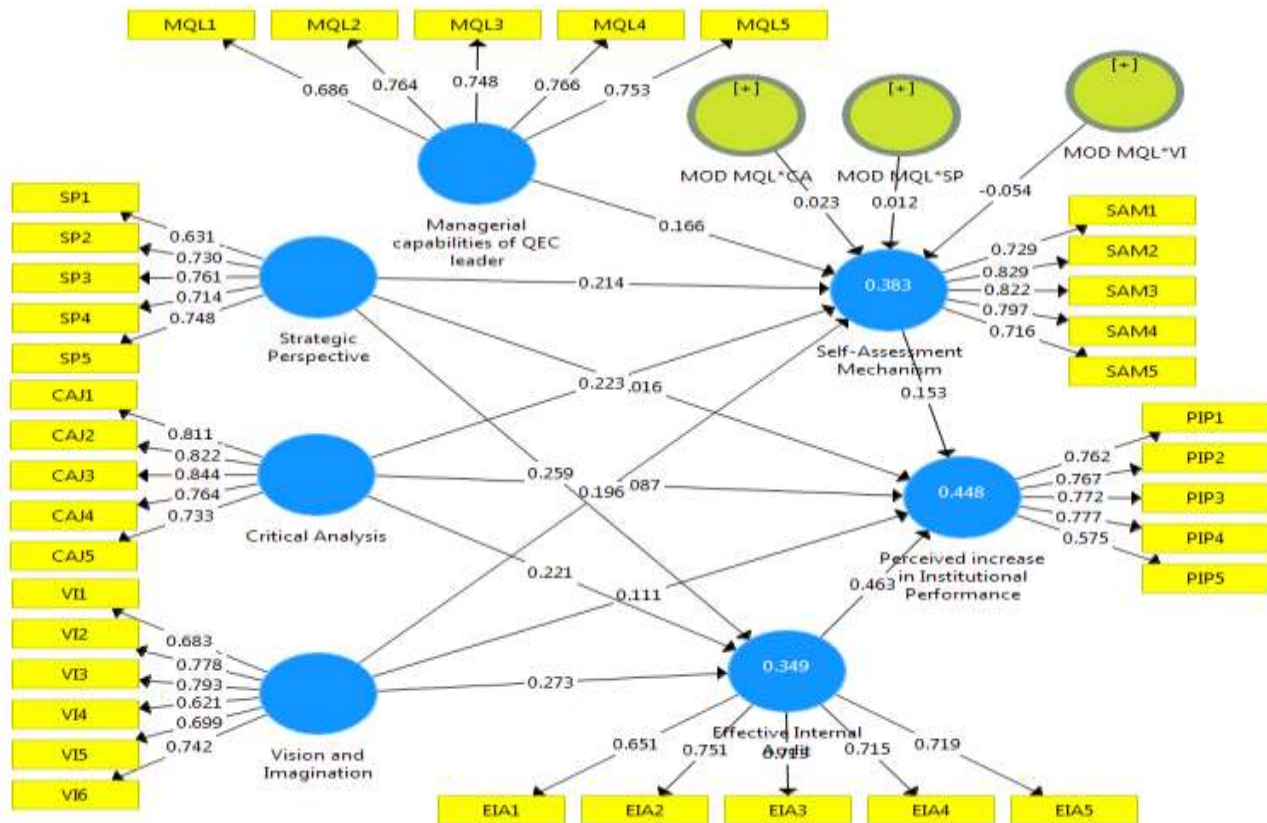 MQL1
MQL2
MQL3
MQL4
MQL5
0.686
0.764
0.748
0.766
0.753
[+]
[+]
[+]
MOD MQL*CA
MOD MQL*SP
MOD MQL*VI
0.023
0.012
-0.054
Managerial
capabilities of QEC
leader
0.166
SP1
SP2
SP3
SP4
SP5
0.631
0.730
0.761
0.714
0.748
Strategic
Perspective
0.214
0.383
Self-Assessment
Mechanism
0.729
0.829
0.822
0.797
0.716
SAM1
SAM2
SAM3
SAM4
SAM5
0.223
.016
0.153
CAJ1
CAJ2
CAJ3
CAJ4
CAJ5
0.811
0.822
0.844
0.764
0.733
Critical Analysis
0.259
0.196
087
0.221
0.448
Perceived increase
in Institutional
Performance
0.762
0.767
0.772
0.777
0.575
PIP1
PIP2
PIP3
PIP4
PIP5
0.463
0.111
VI1
VI2
VI3
VI4
VI5
VI6
0.683
0.778
0.793
0.621
0.699
0.742
Vision and
Imagination
0.273
0.349
Effective Internal
Audit
0.651
0.751
0.715
0.719
EIA1
EIA2
EIA3
EIA4
EIA5